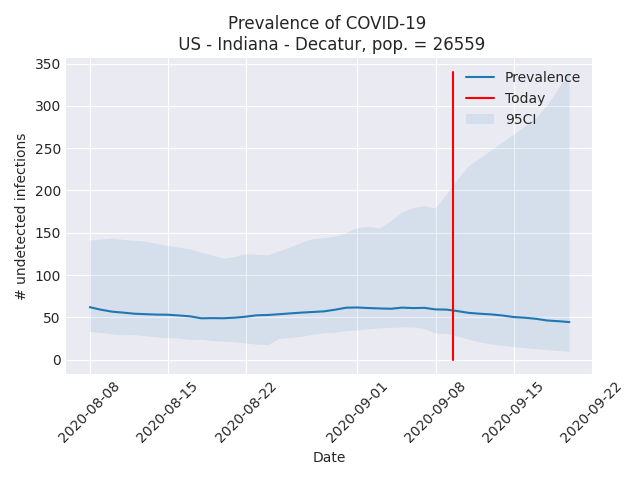 Prevalence of COVID-19
US - Indiana - Decatur, pop. = 26559
350
300
250
200
150
100
50
0
# undetected infections
Prevalence
Today
95CI
2020-08-08
2020-08-15
2020-08-22
2020-09-01
2020-09-08
2020-09-15
2020-09-22
Date